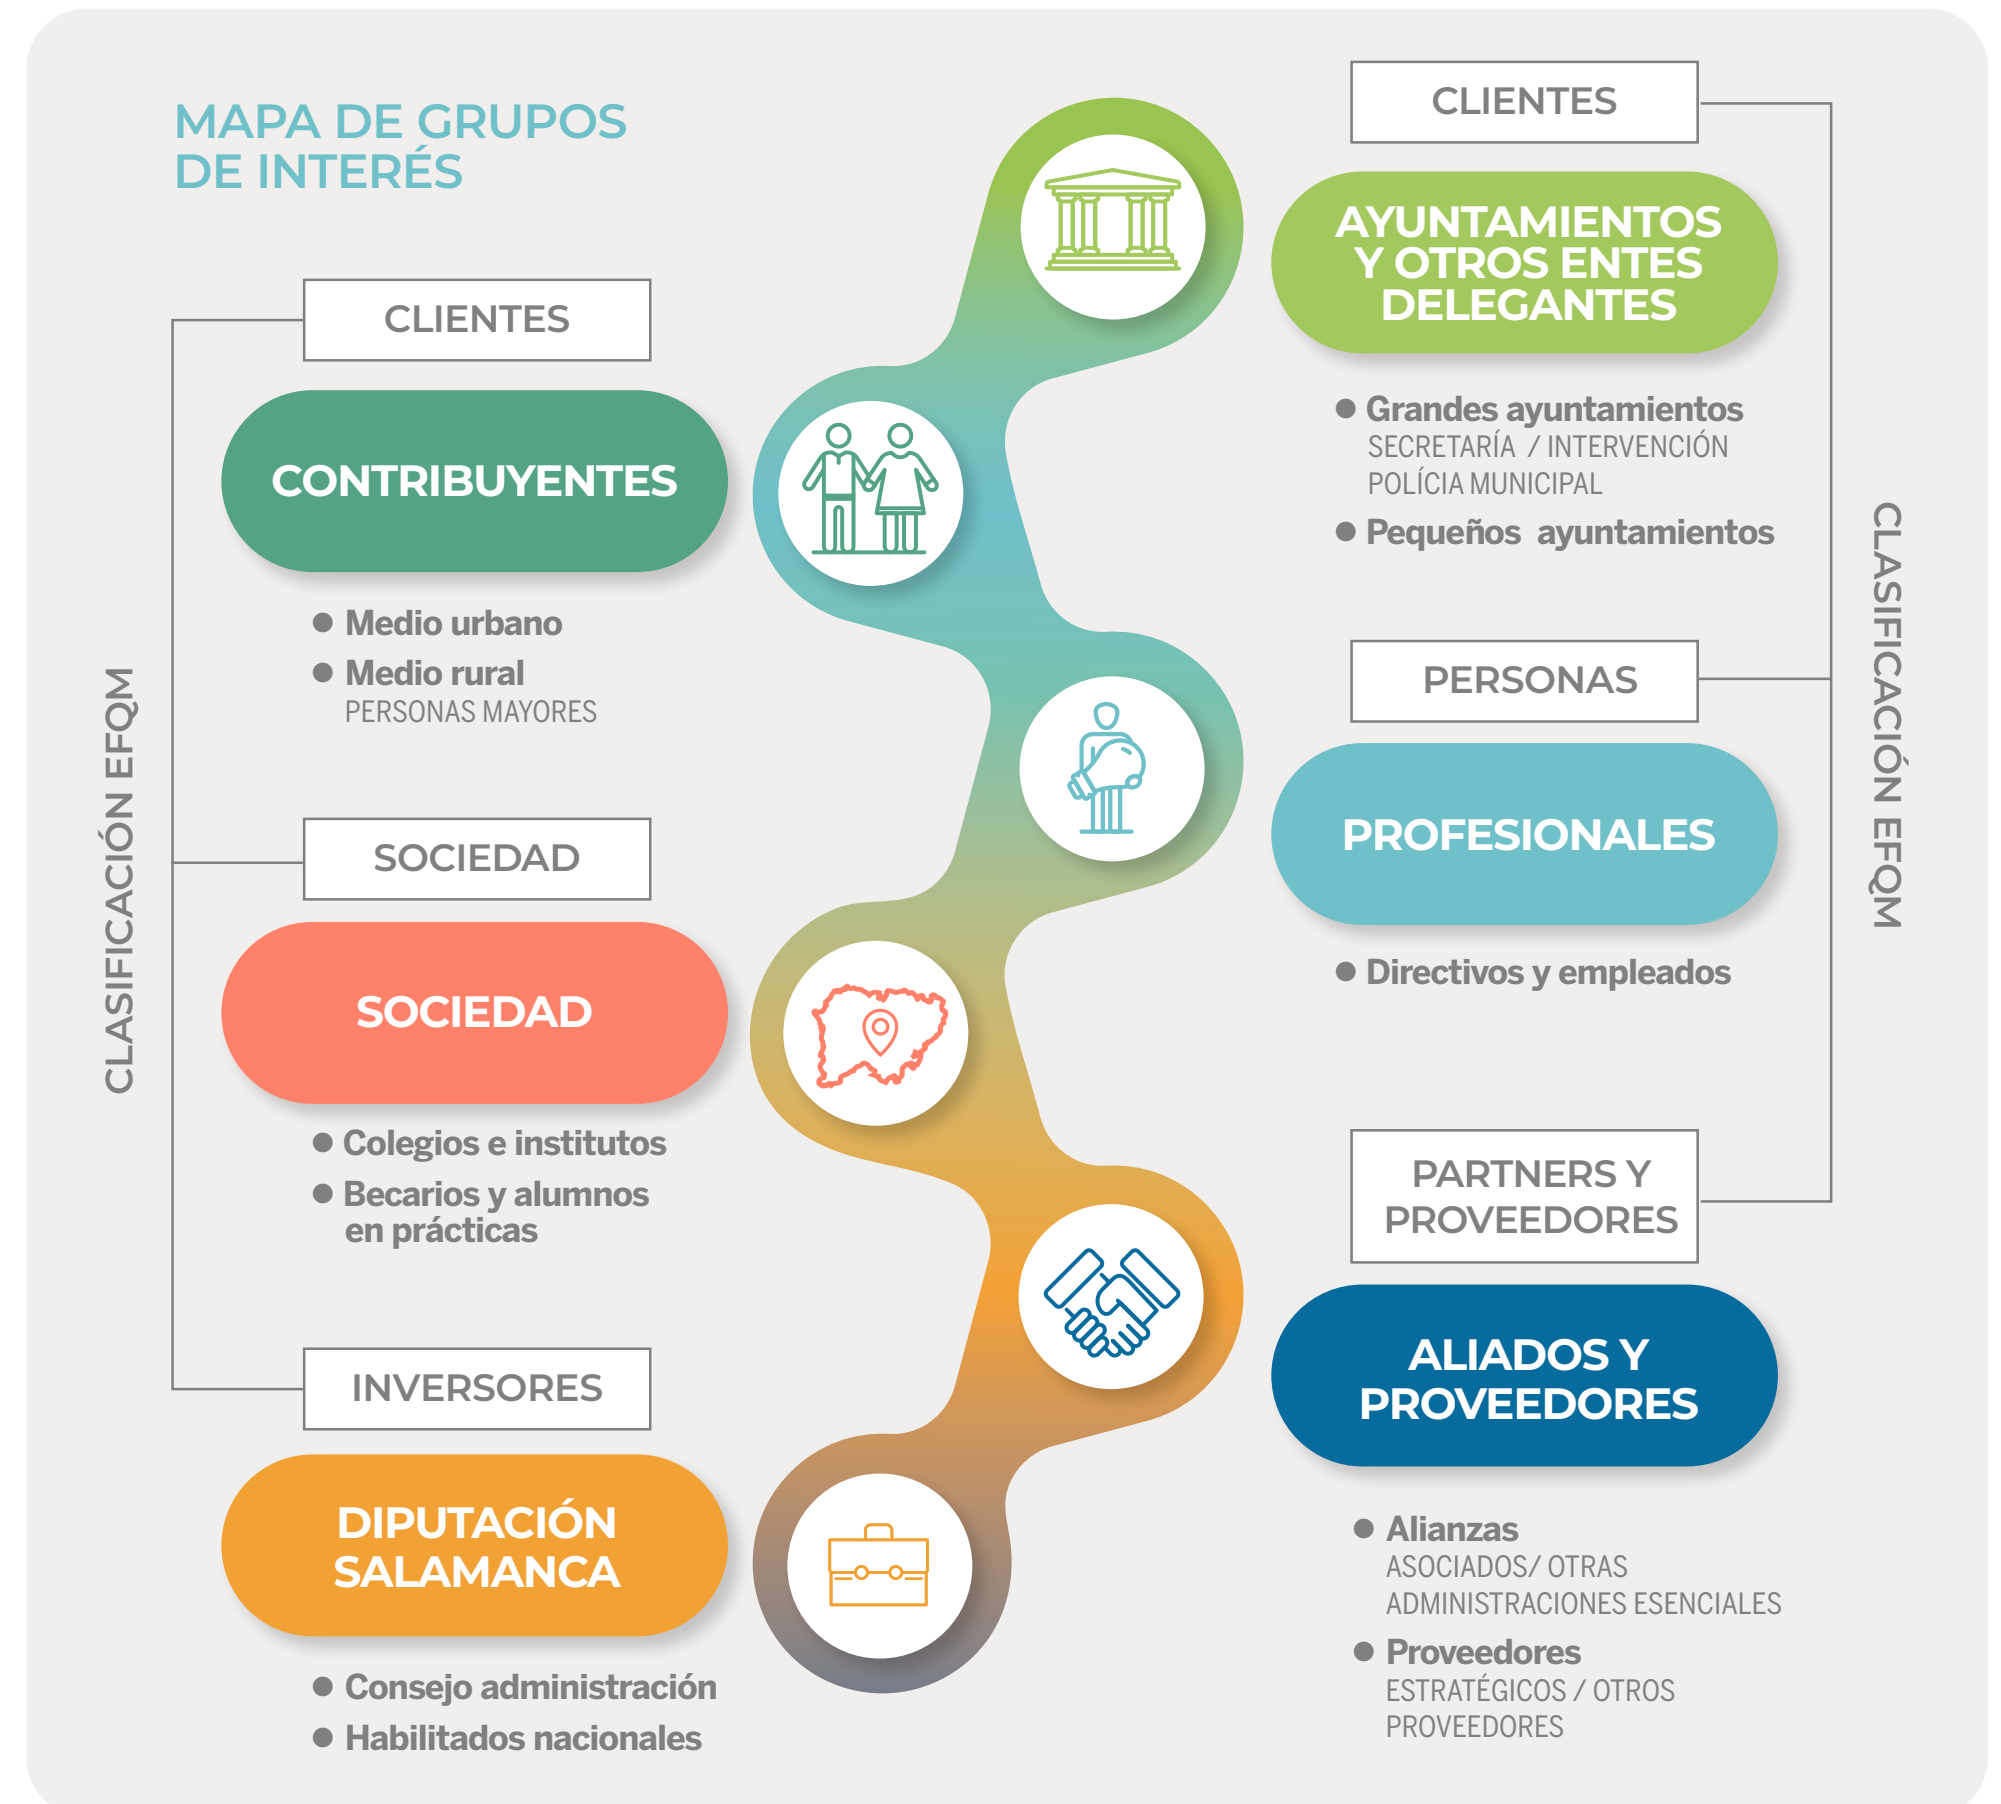 MAPA DE GRUPOS
DE INTERÉS
CLASIFICACIÓN EFQM
CLIENTES
CONTRIBUYENTES
Medio urbano
Medio rural
PERSONAS MAYORES
SOCIEDAD
SOCIEDAD
Colegios e institutos
Becarios y alumnos
en prácticas
INVERSORES
DIPUTACIÓN
SALAMANCA
Consejo administración
Habilitados nacionales
CLIENTES
AYUNTAMIENTOS
Y OTROS ENTES
DELEGANTES
Grandes ayuntamientos
SECRETARÍA / INTERVENCIÓN
POLÍCIA MUNICIPAL
Pequeños ayuntamientos
PERSONAS
PROFESIONALES
Directivos y empleados
PARTNERS Y
PROVEEDORES
ALIADOS Y
PROVEEDORES
Alianzas
ASOCIADOS/ OTRAS
ADMINISTRACIONES ESENCIALES
Proveedores
ESTRATÉGICOS / OTROS
PROVEEDORES
CLASIFICACIÓN EFQM